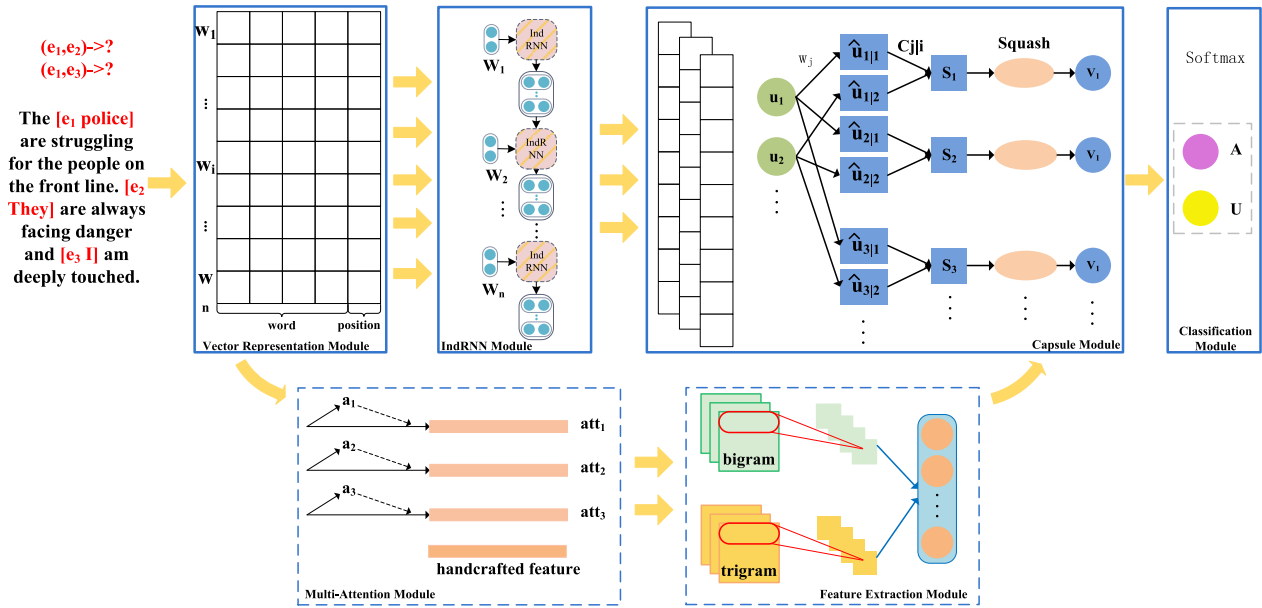 (e₁,e₂)->?
(e₁,e₃)->?
The [e₁ police]
are struggling
for the people on
the front line. [e₂
They] are always
facing danger
and [e₃ I] am
deeply touched.
W₁
...
Wᵢ
...
W
n
word
position
Vector Representation Module
Ind
RNN
W₁
IndR
NN
W₂
Ind
RNN
Wₙ
IndRNN Module
u₁
u₂
Wⱼ
û₁|₁
û₁|₂
û₂|₁
û₂|₂
û₃|₁
û₃|₂
Cj|i
S₁
S₂
S₃
Squash
V₁
V₁
V₁
Capsule Module
Softmax
A
U
Classification
Module
a₁
att₁
a₂
att₂
a₃
att₃
handcrafted feature
Multi-Attention Module
bigram
trigram
Feature Extraction Module